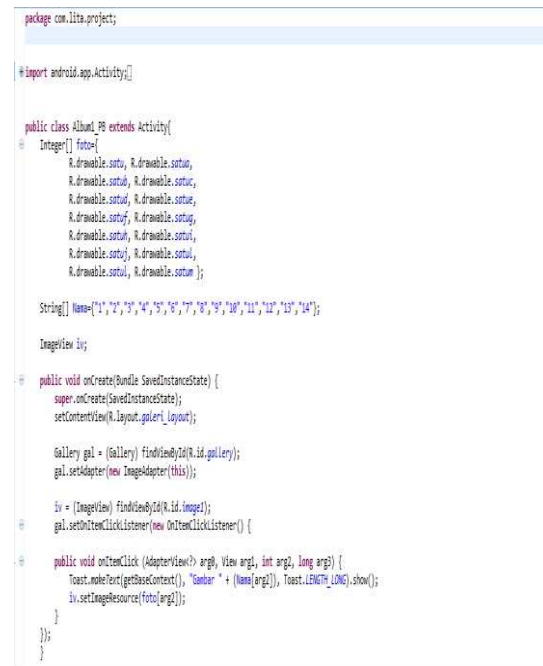 package com.lita.project;
import android.app.Activity;
public class Album1_PB extends Activity{
Integer[] foto={
R.drawable.satu, R.drawable.satua,
R.drawable.satub, R.drawable.satuc,
R.drawable.satud, R.drawable.satue,
R.drawable.satuf, R.drawable.satug,
R.drawable.satuh, R.drawable.satui,
R.drawable.satuj, R.drawable.satul,
R.drawable.satul, R.drawable.satum };
String[] Nama={"1","2","3","4","5","6","7","8","9","10","11","12","13","14"};
ImageView iv;
public void onCreate(Bundle SavedInstanceState) {
super.onCreate(SavedInstanceState);
setContentView(R.layout.galeri_layout);
Gallery gal = (Gallery) findViewById(R.id.gallery);
gal.setAdapter(new ImageAdapter(this));
iv = (ImageView) findViewById(R.id.image1);
gal.setOnItemClickListener(new OnItemClickListener() {
public void onItemClick (AdapterView<?> arg0, View arg1, int arg2, long arg3) {
Toast.makeText(getBaseContext(), "Gambar " + (Nama[arg2]), Toast.LENGTH_LONG).show();
iv.setImageResource(foto[arg2]);
}
});
}